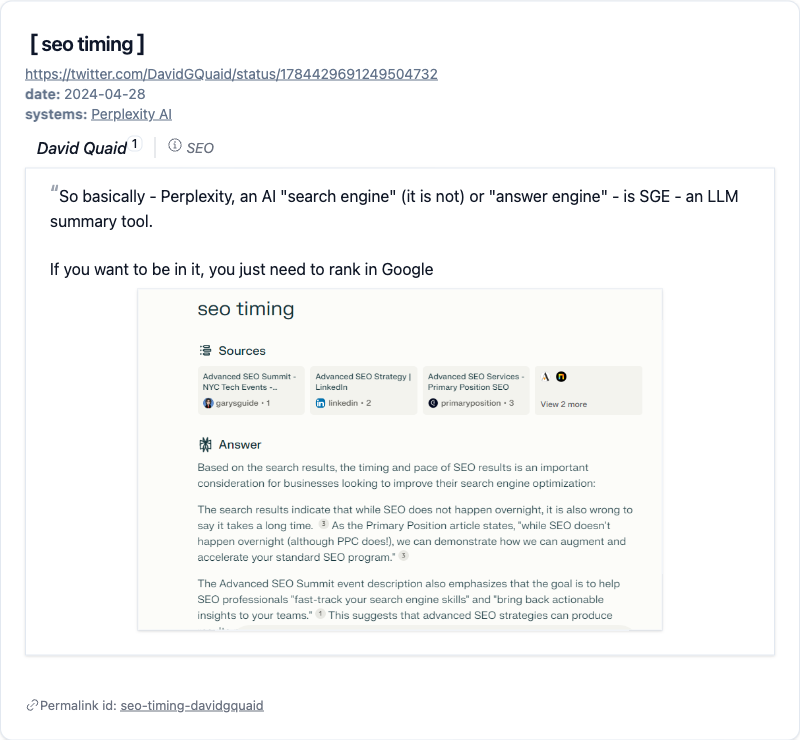 [ seo timing ]
https://twitter.com/DavidGQuaid/status/1784429691249504732
date: 2024-04-28
systems: Perplexity AI
David Quaid 1
SEO
“So basically - Perplexity, an AI "search engine" (it is not) or "answer engine" - is SGE - an LLM
summary tool.
If you want to be in it, you just need to rank in Google
seo timing
Sources
Advanced SEO Summit -
NYC Tech Events -...
garysguide · 1
Advanced SEO Strategy |
LinkedIn
linkedin · 2
Advanced SEO Services -
Primary Position SEO
primaryposition · 3
View 2 more
Answer
Based on the search results, the timing and pace of SEO results is an important
consideration for businesses looking to improve their search engine optimization:
The search results indicate that while SEO does not happen overnight, it is also wrong to
say it takes a long time. 3 As the Primary Position article states, "while SEO doesn't
happen overnight (although PPC does!), we can demonstrate how we can augment and
accelerate your standard SEO program." 3
The Advanced SEO Summit event description also emphasizes that the goal is to help
SEO professionals "fast-track your search engine skills" and "bring back actionable
insights to your teams." 1 This suggests that advanced SEO strategies can produce
Permalink id: seo-timing-davidgquaid